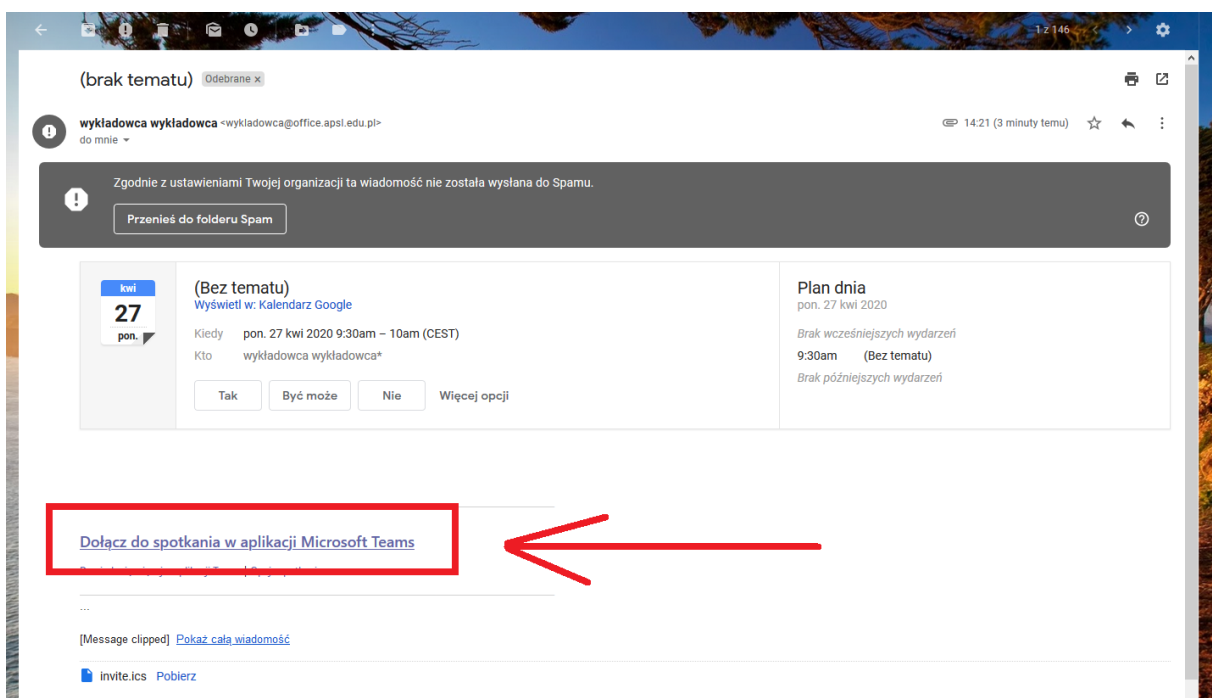 1 z 146
(brak tematu) Odebrane x
wykładowca wykładowca <wykladowca@office.apsl.edu.pl>
14:21 (3 minuty temu)
do mnie
Zgodnie z ustawieniami Twojej organizacji ta wiadomość nie została wysłana do Spamu.
Przenieś do folderu Spam
kwi
27
pon.
(Bez tematu)
Wyświetl w: Kalendarz Google
Kiedy pon. 27 kwi 2020 9:30am – 10am (CEST)
Kto wykładowca wykładowca*
Tak Być może Nie Więcej opcji
Plan dnia
pon. 27 kwi 2020
Brak wcześniejszych wydarzeń
9:30am (Bez tematu)
Brak późniejszych wydarzeń
Dołącz do spotkania w aplikacji Microsoft Teams
...
[Message clipped] Pokaż całą wiadomość
invite.ics Pobierz